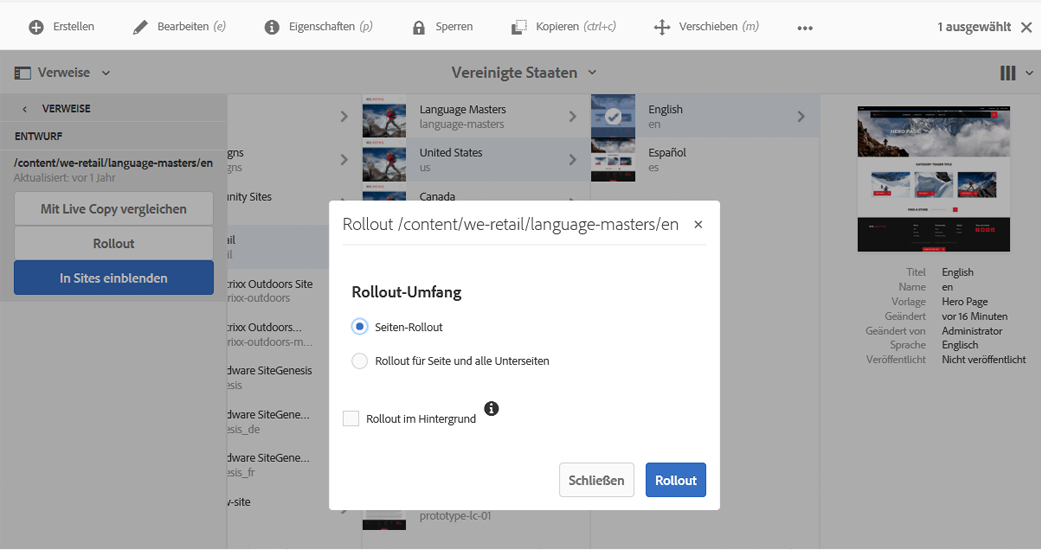 Erstellen
Bearbeiten (e)
Eigenschaften (p)
Sperren
Kopieren (ctrl+c)
Verschieben (m)
1 ausgewählt
Verweise
Vereinigte Staaten
VERWEISE
ENTWURF
/content/we-retail/language-masters/en
Aktualisiert: vor 1 Jahr
Mit Live Copy vergleichen
Rollout
In Sites einblenden
gns
gns
unity Sites
ail
il
trixx Outdoors Site
trixx-outdoors
trixx Outdoors...
trixx-outdoors-m...
dware SiteGenesis
esis
dware SiteGene...
esis_de
dware SiteGene...
esis_fr
w-site
Language Masters
language-masters
United States
us
Canada
prototype-lc-01
English
en
Español
es
Rollout /content/we-retail/language-masters/en
Rollout-Umfang
Seiten-Rollout
Rollout für Seite und alle Unterseiten
Rollout im Hintergrund
Schließen
Rollout
HERO PAGE
Titel English
Name en
Vorlage Hero Page
Geändert vor 16 Minuten
Geändert von Administrator
Sprache Englisch
Veröffentlicht Nicht veröffentlicht